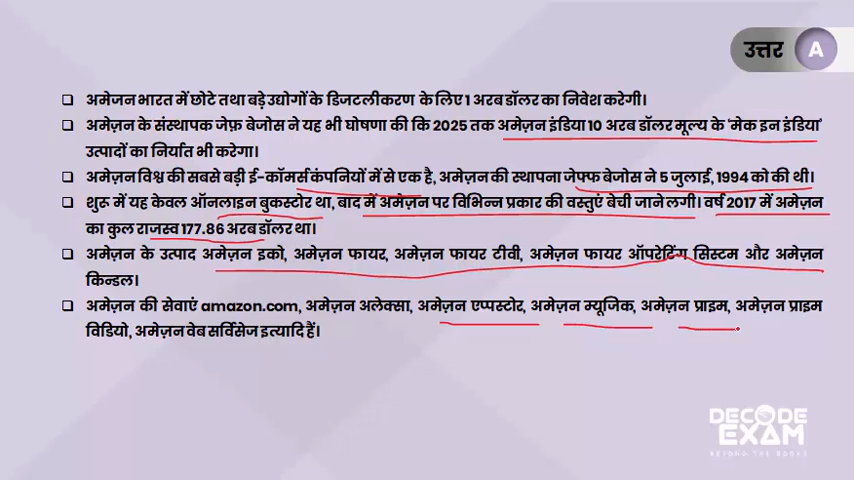 उत्तर A
❑ अमेजन भारत में छोटे तथा बड़े उद्योगों के डिजटलीकरण के लिए 1 अरब डॉलर का निवेश करेगी।
❑ अमेज़न के संस्थापक जेफ़ बेजोस ने यह भी घोषणा की कि 2025 तक अमेज़न इंडिया 10 अरब डॉलर मूल्य के 'मेक इन इंडिया'
उत्पादों का निर्यात भी करेगा।
❑ अमेज़न विश्व की सबसे बड़ी ई-कॉमर्स कंपनियों में से एक है, अमेज़न की स्थापना जेफ्फ बेजोस ने 5 जुलाई, 1994 को की थी।
❑ शुरू में यह केवल ऑनलाइन बुकस्टोर था, बाद में अमेज़न पर विभिन्न प्रकार की वस्तुएं बेची जाने लगी। वर्ष 2017 में अमेज़न
का कुल राजस्व 177.86 अरब डॉलर था।
❑ अमेज़न के उत्पाद अमेज़न इको, अमेज़न फायर, अमेज़न फायर टीवी, अमेज़न फायर ऑपरेटिंग सिस्टम और अमेज़न
किन्डल।
❑ अमेज़न की सेवाएं amazon.com, अमेज़न अलेक्सा, अमेज़न एप्पस्टोर, अमेज़न म्यूजिक, अमेज़न प्राइम, अमेज़न प्राइम
विडियो, अमेज़न वेब सर्विसेज इत्यादि हैं।
DECODE
EXAM
BEYOND THE BOOKS